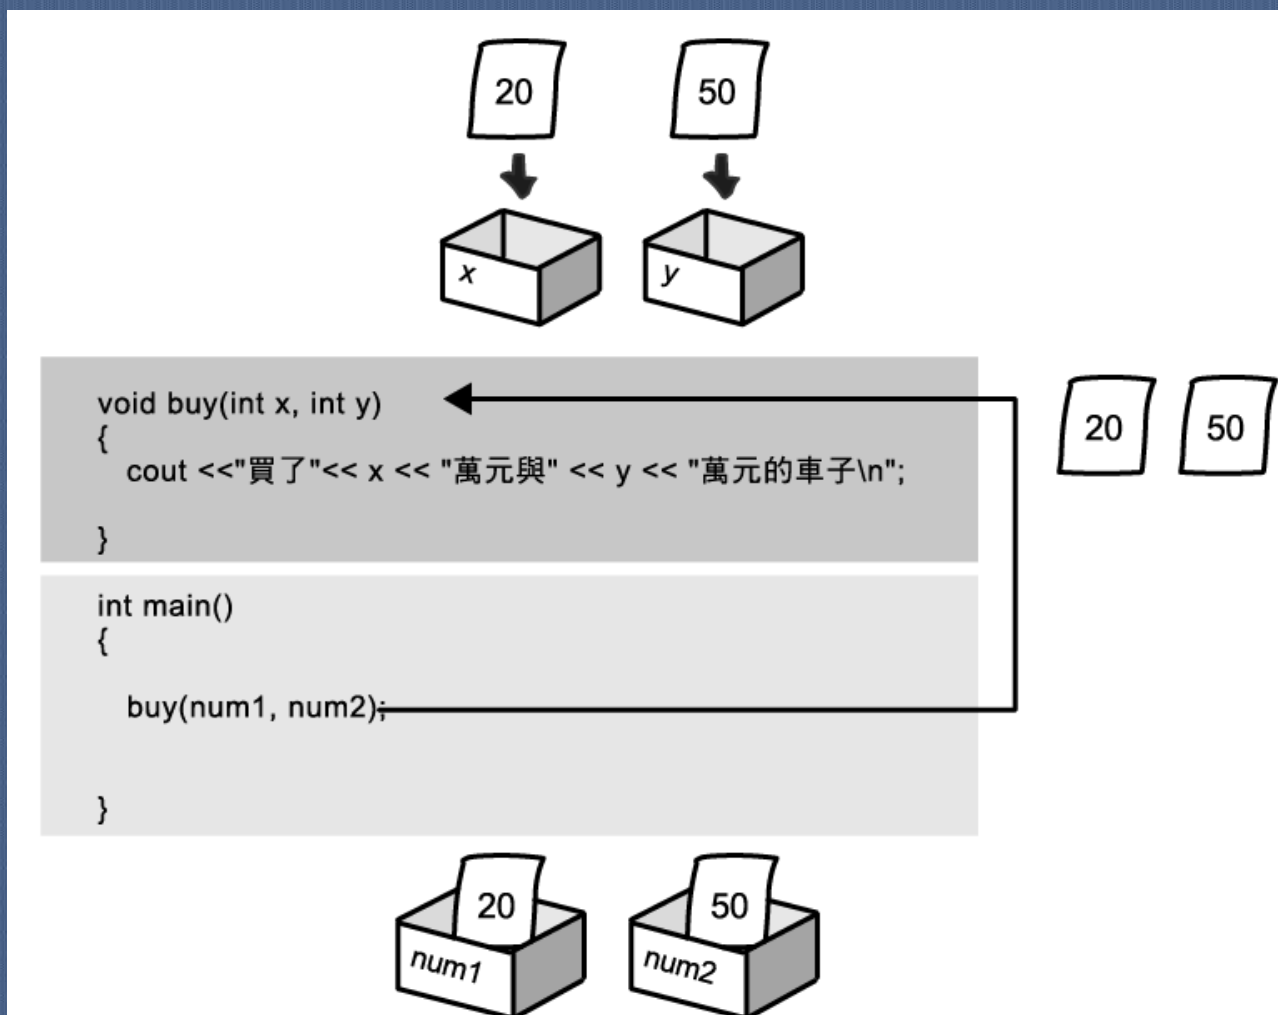 20 50
x y
void buy(int x, int y)
{
cout <<"買了"<< x << "萬元與" << y << "萬元的車子\n";
}
20 50
int main()
{
buy(num1, num2);
}
20 50
num1 num2